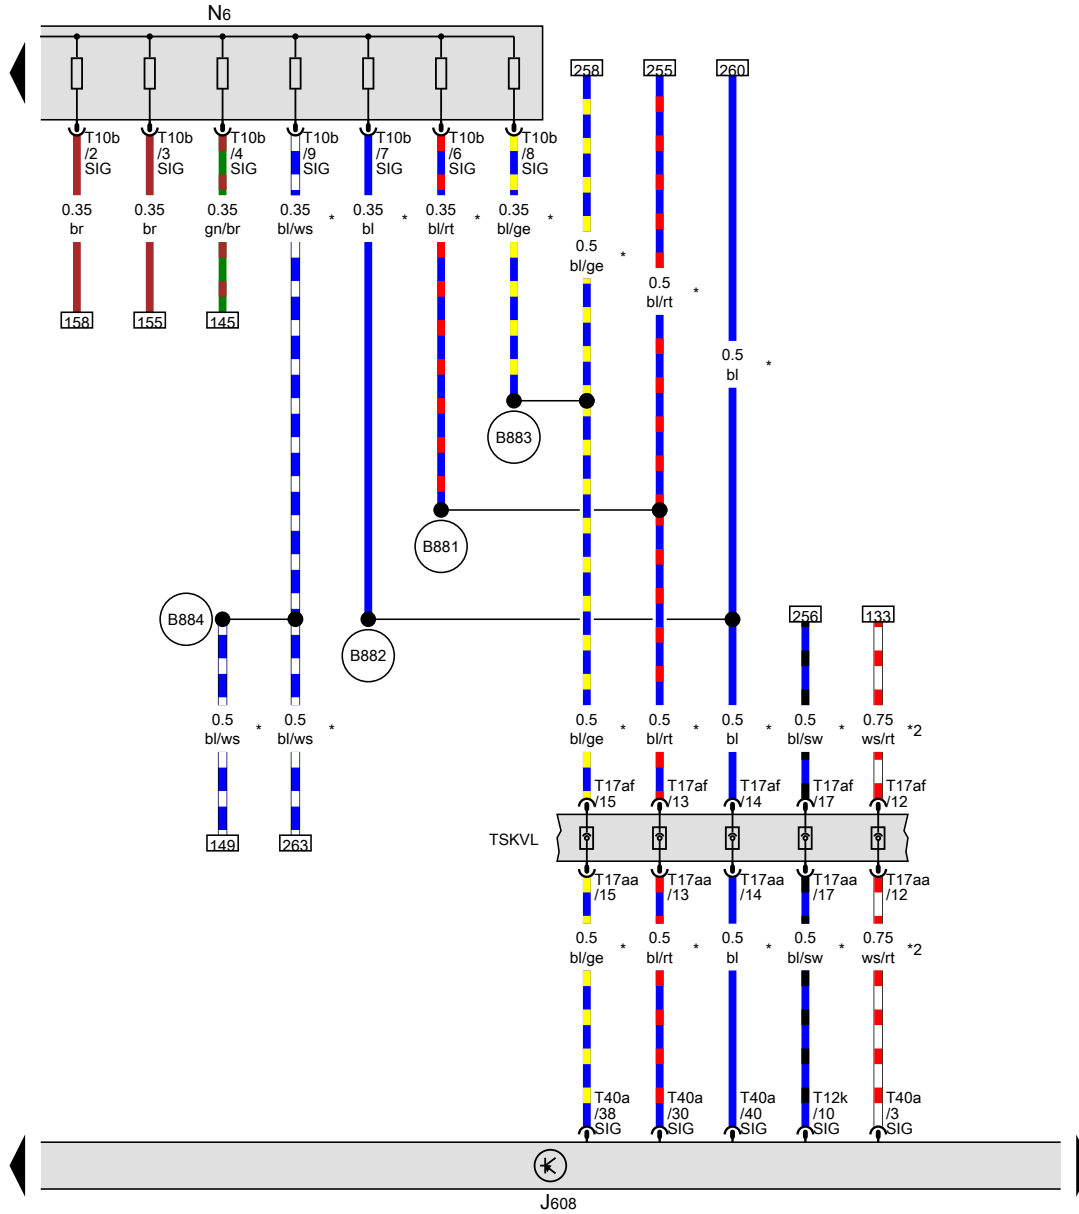 N6
258
255
260
T10b
/2
SIG
T10b
/3
SIG
T10b
/4
SIG
T10b
/9
SIG
T10b
/7
SIG
T10b
/6
SIG
T10b
/8
SIG
0.35
br
0.35
br
0.35
gn/br
0.35
bl/ws
*
0.35
bl
*
0.35
bl/rt
*
0.35
bl/ge
*
0.5
bl/ge
*
0.5
bl/rt
*
0.5
bl
*
158
155
145
B883
B881
B884
B882
256
133
0.5
bl/ws
*
0.5
bl/ws
*
0.5
bl/ge
*
0.5
bl/rt
*
0.5
bl
*
0.5
bl/sw
*
0.75
ws/rt
*2
T17af
/15
T17af
/13
T17af
/14
T17af
/17
T17af
/12
149
263
TSKVL
T17aa
/15
T17aa
/13
T17aa
/14
T17aa
/17
T17aa
/12
0.5
bl/ge
*
0.5
bl/rt
*
0.5
bl
*
0.5
bl/sw
*
0.75
ws/rt
*2
T40a
/38
SIG
T40a
/30
SIG
T40a
/40
SIG
T12k
/10
SIG
T40a
/3
SIG
J608